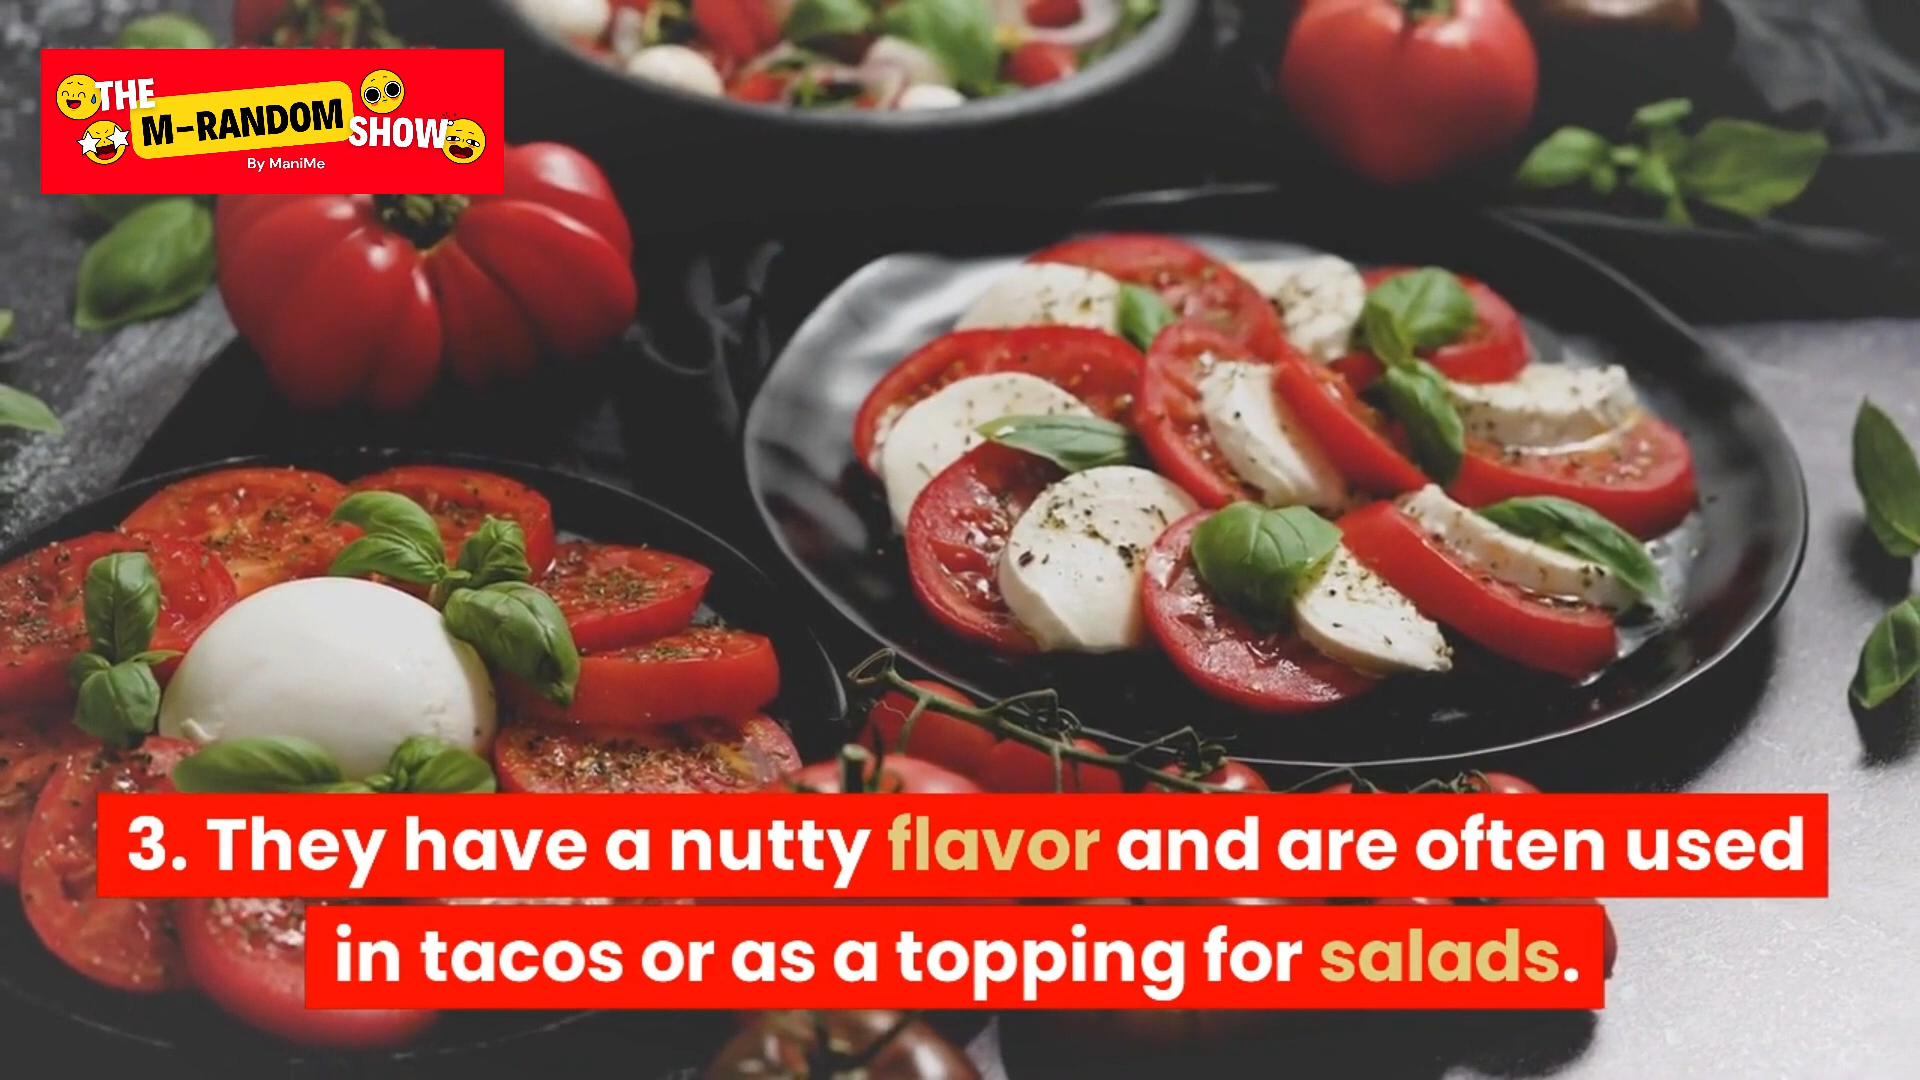 THE
M-RANDOM
SHOW
By ManiMe
3. They have a nutty flavor and are often used
in tacos or as a topping for salads.